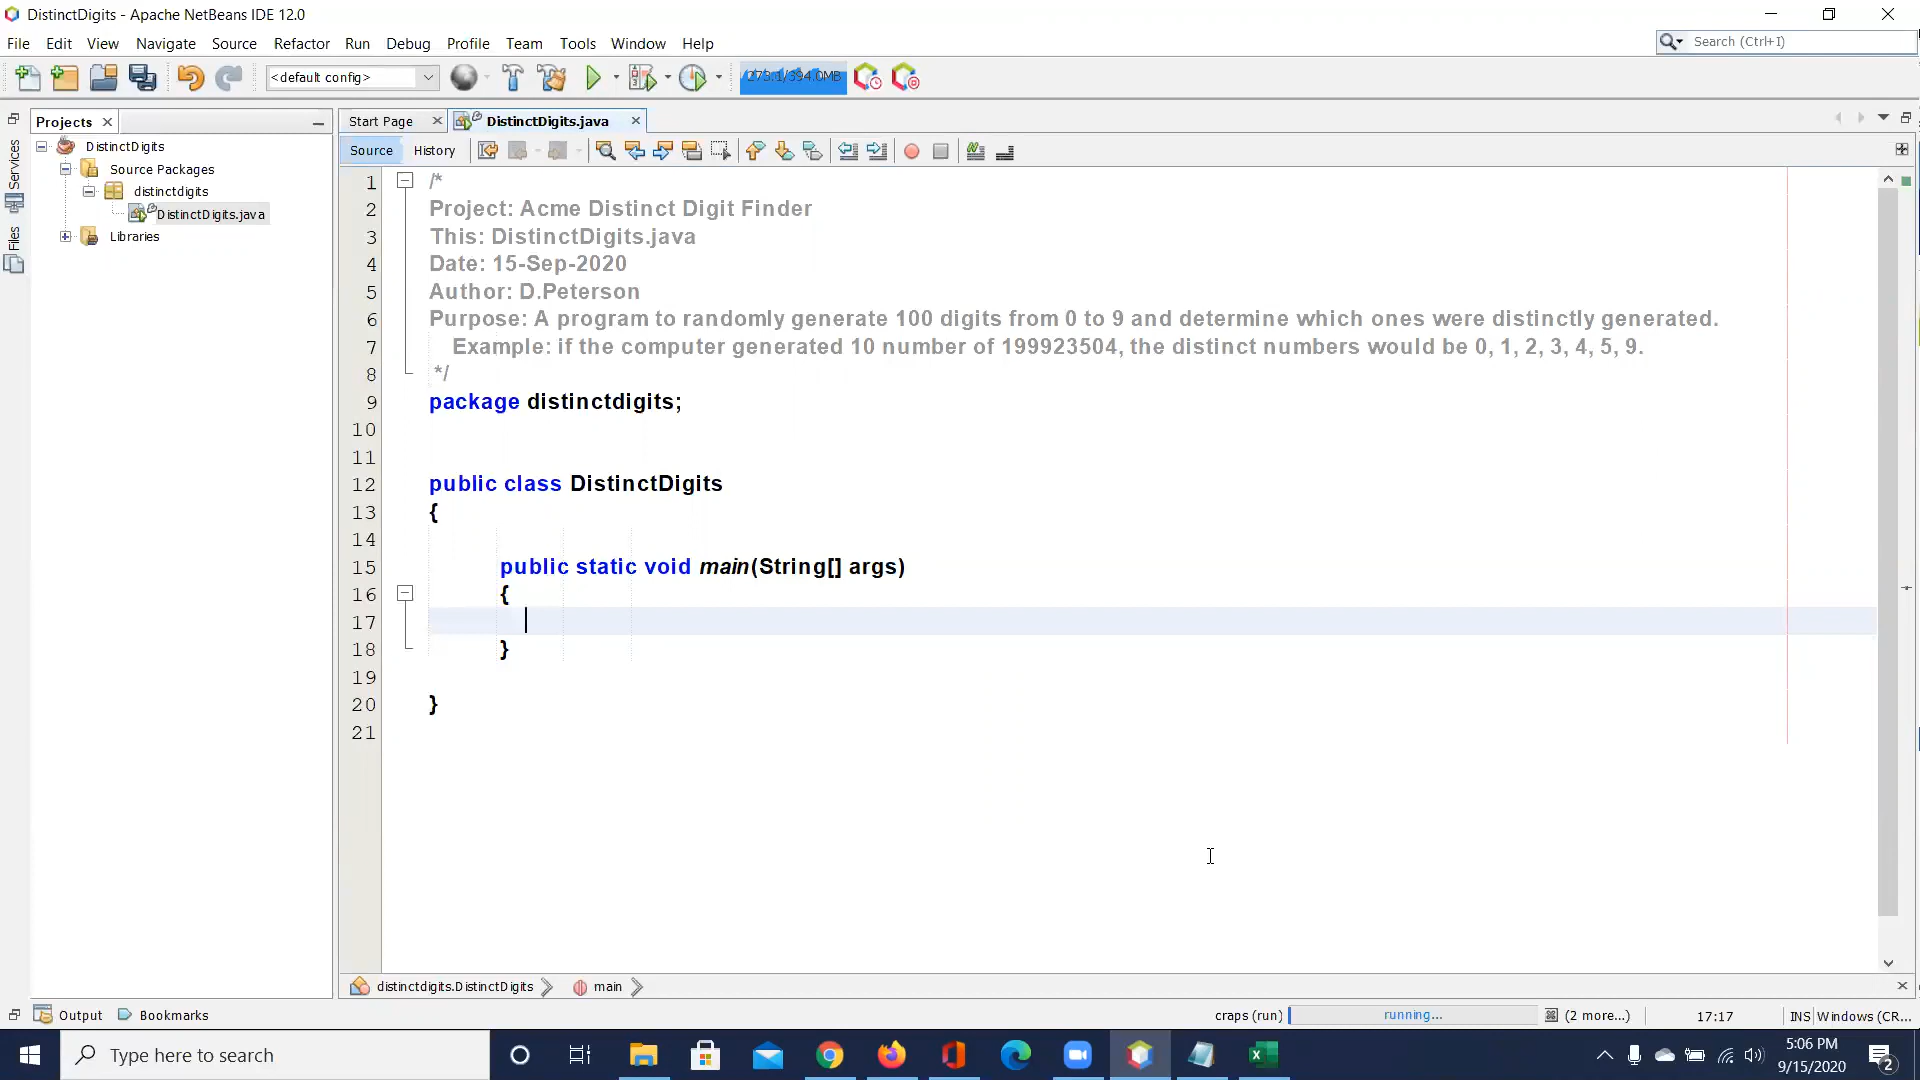 DistinctDigits - Apache NetBeans IDE 12.0
File Edit View Navigate Source Refactor Run Debug Profile Team Tools Window Help
Search (Ctrl+I)
<default config>
273.1/394.0MB
Projects
Start Page
DistinctDigits.java
Source History
Services
Files
DistinctDigits
Source Packages
distinctdigits
DistinctDigits.java
Libraries
1 /*
2 Project: Acme Distinct Digit Finder
3 This: DistinctDigits.java
4 Date: 15-Sep-2020
5 Author: D.Peterson
6 Purpose: A program to randomly generate 100 digits from 0 to 9 and determine which ones were distinctly generated.
7 Example: if the computer generated 10 number of 199923504, the distinct numbers would be 0, 1, 2, 3, 4, 5, 9.
8 */
9 package distinctdigits;
10
11
12 public class DistinctDigits
13 {
14
15 public static void main(String[] args)
16 {
17
18 }
19
20 }
21
distinctdigits.DistinctDigits main
Output Bookmarks
craps (run) running... (2 more...) 17:17 INS Windows (CR...
Type here to search
5:06 PM
9/15/2020
2